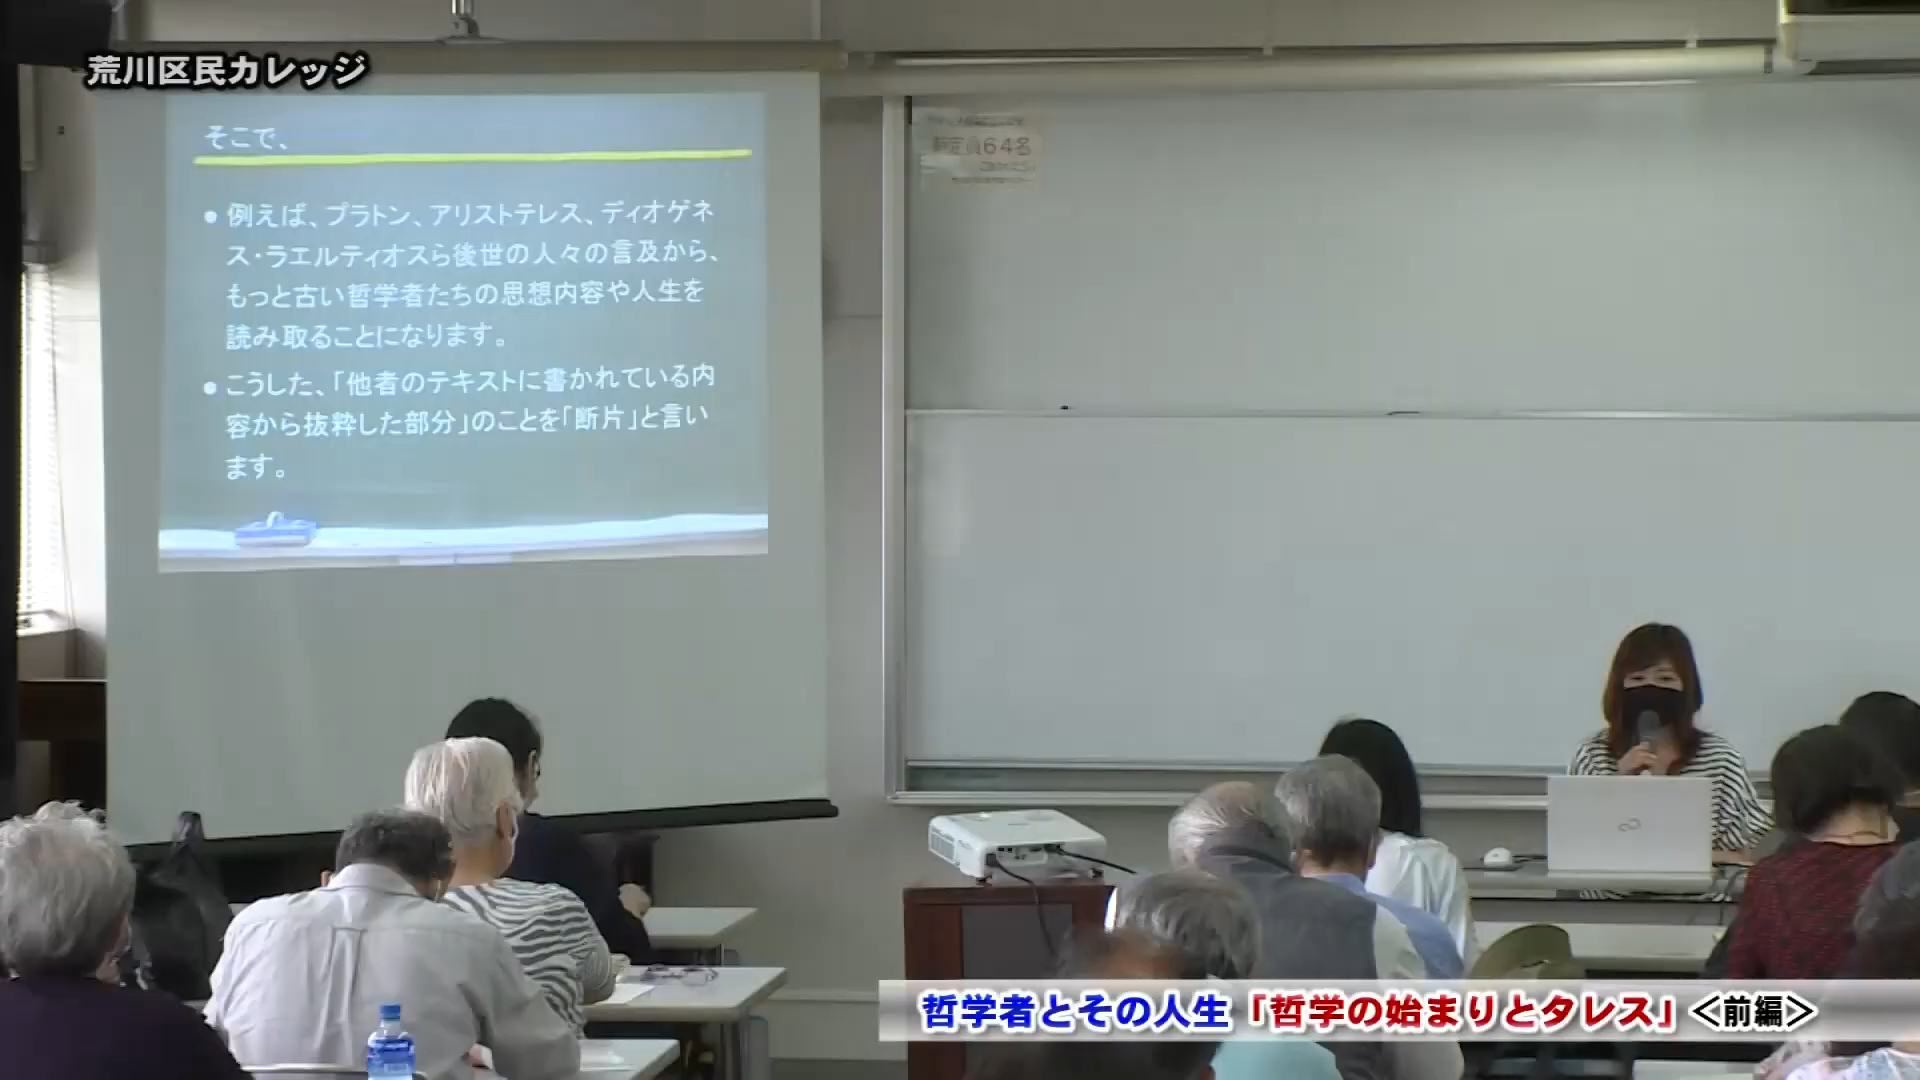 荒川区民カレッジ
そこで、
● 例えば、プラトン、アリストテレス、ディオゲネ
ス・ラエルティオスら後世の人々の言及から、
もっと古い哲学者たちの思想内容や人生を
読み取ることになります。
● こうした、「他者のテキストに書かれている内
容から抜粋した部分」のことを「断片」と言い
ます。
定員64名
哲学者とその人生「哲学の始まりとタレス」＜前編＞